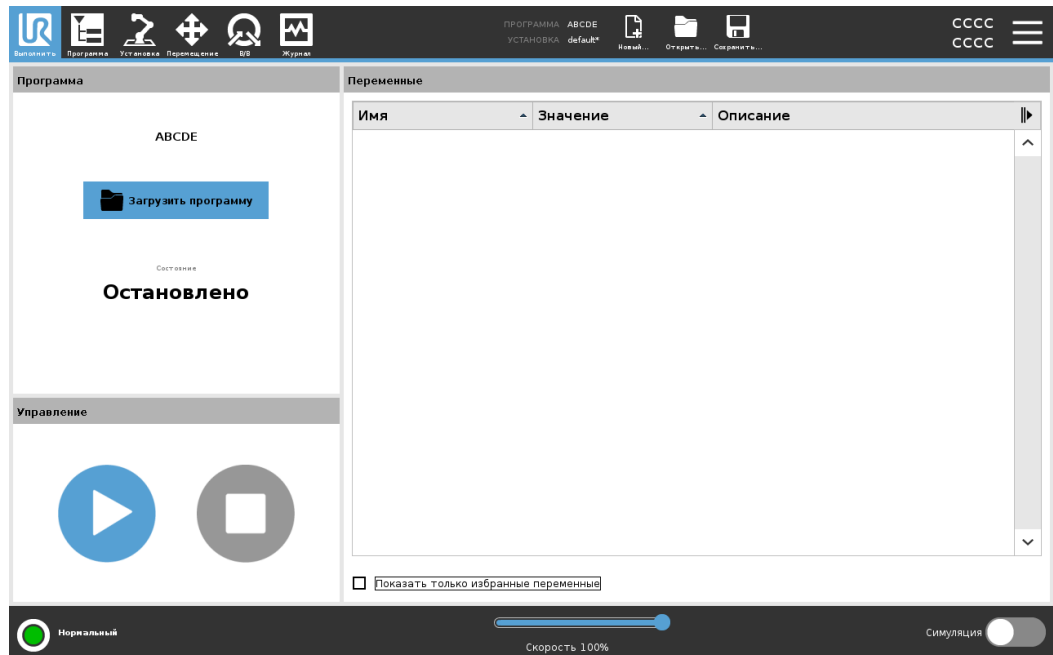 ПРОГРАММА ABCDE
УСТАНОВКА default*
CCCC
CCCC
Выполнить Программа Установка Перемещение В/В Журнал
Новый... Открыть... Сохранить...
Программа
Переменные
Имя Значение Описание
ABCDE
Загрузить программу
Состояние
Остановлено
Управление
Показать только избранные переменные
Нормальный
Скорость 100%
Симуляция